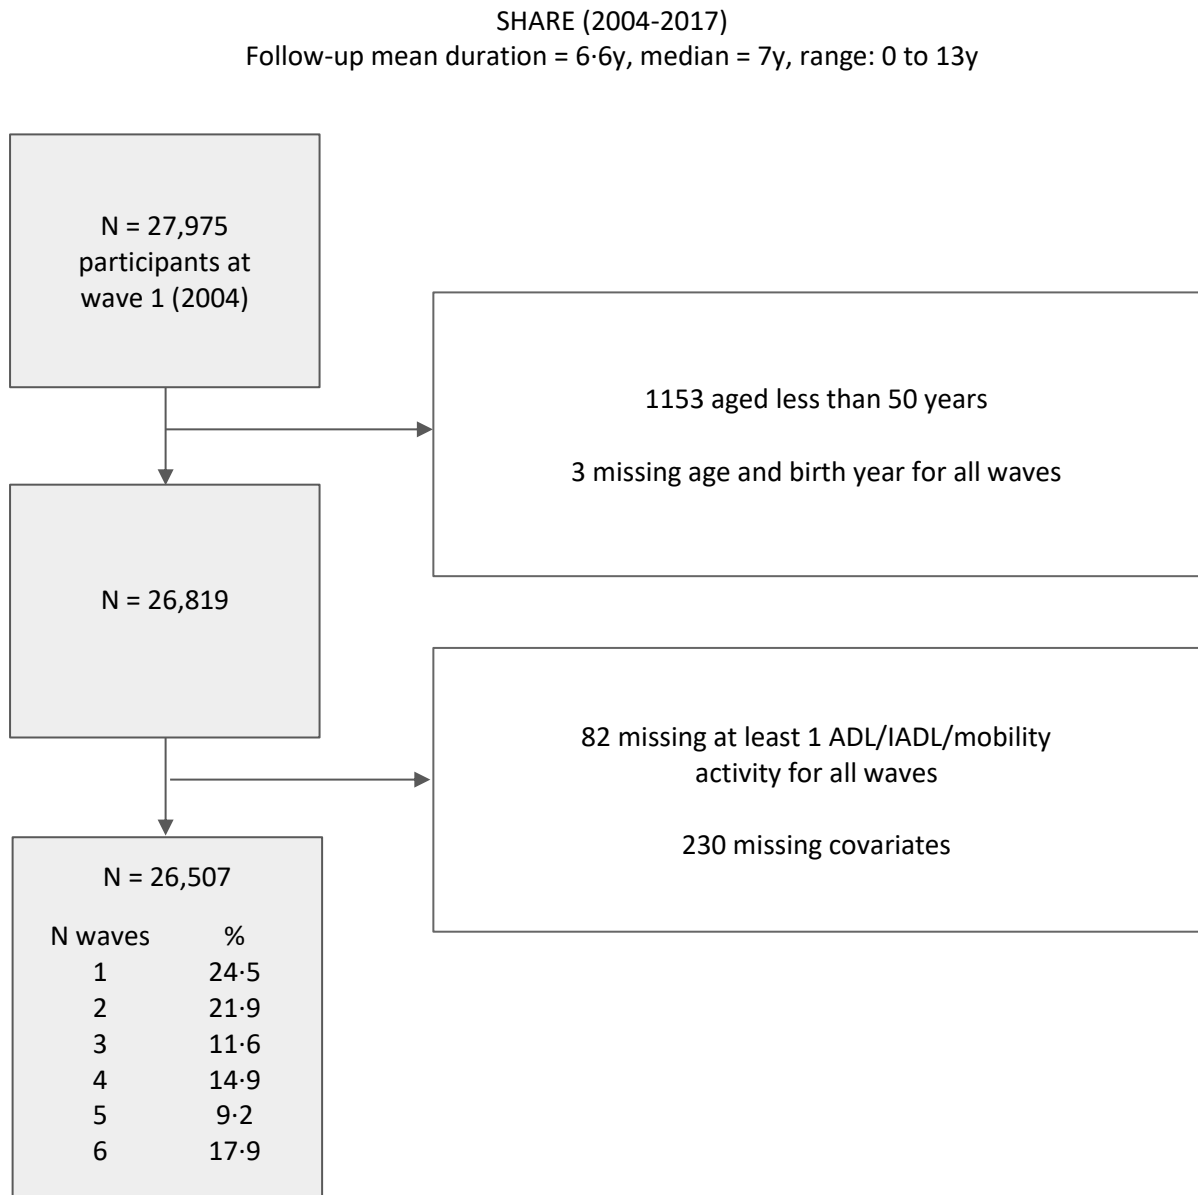 SHARE (2004-2017)
Follow-up mean duration = 6·6y, median = 7y, range: 0 to 13y
N = 27,975
participants at
wave 1 (2004)
1153 aged less than 50 years
3 missing age and birth year for all waves
N = 26,819
82 missing at least 1 ADL/IADL/mobility
activity for all waves
230 missing covariates
N = 26,507
N waves %
1 24·5
2 21·9
3 11·6
4 14·9
5 9·2
6 17·9